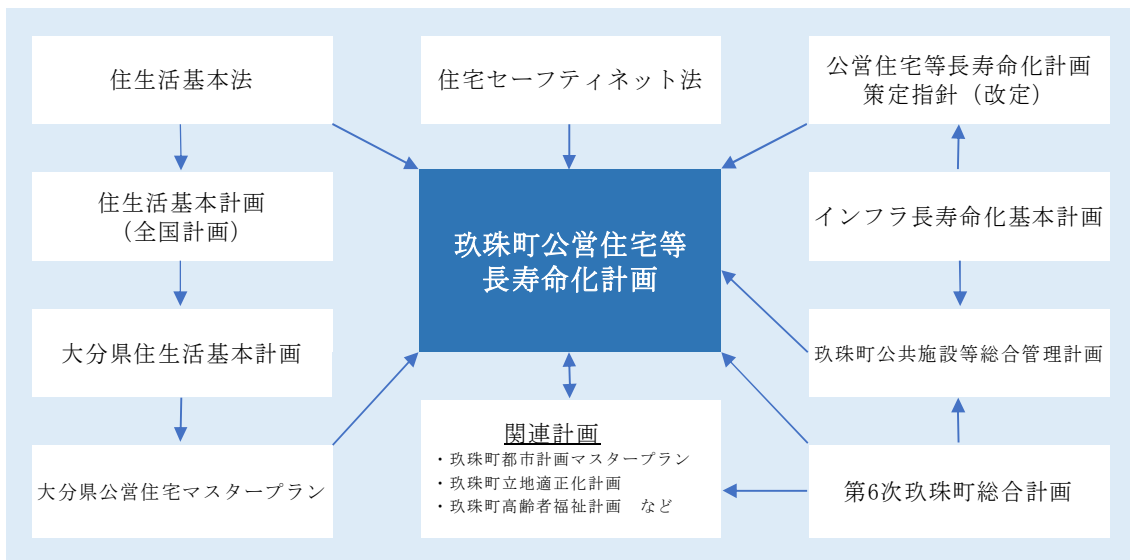 住生活基本法
住宅セーフティネット法
公営住宅等長寿命化計画
策定指針（改定）
住生活基本計画
（全国計画）
玖珠町公営住宅等
長寿命化計画
インフラ長寿命化基本計画
大分県住生活基本計画
玖珠町公共施設等総合管理計画
大分県公営住宅マスタープラン
関連計画
・玖珠町都市計画マスタープラン
・玖珠町立地適正化計画
・玖珠町高齢者福祉計画　など
第6次玖珠町総合計画